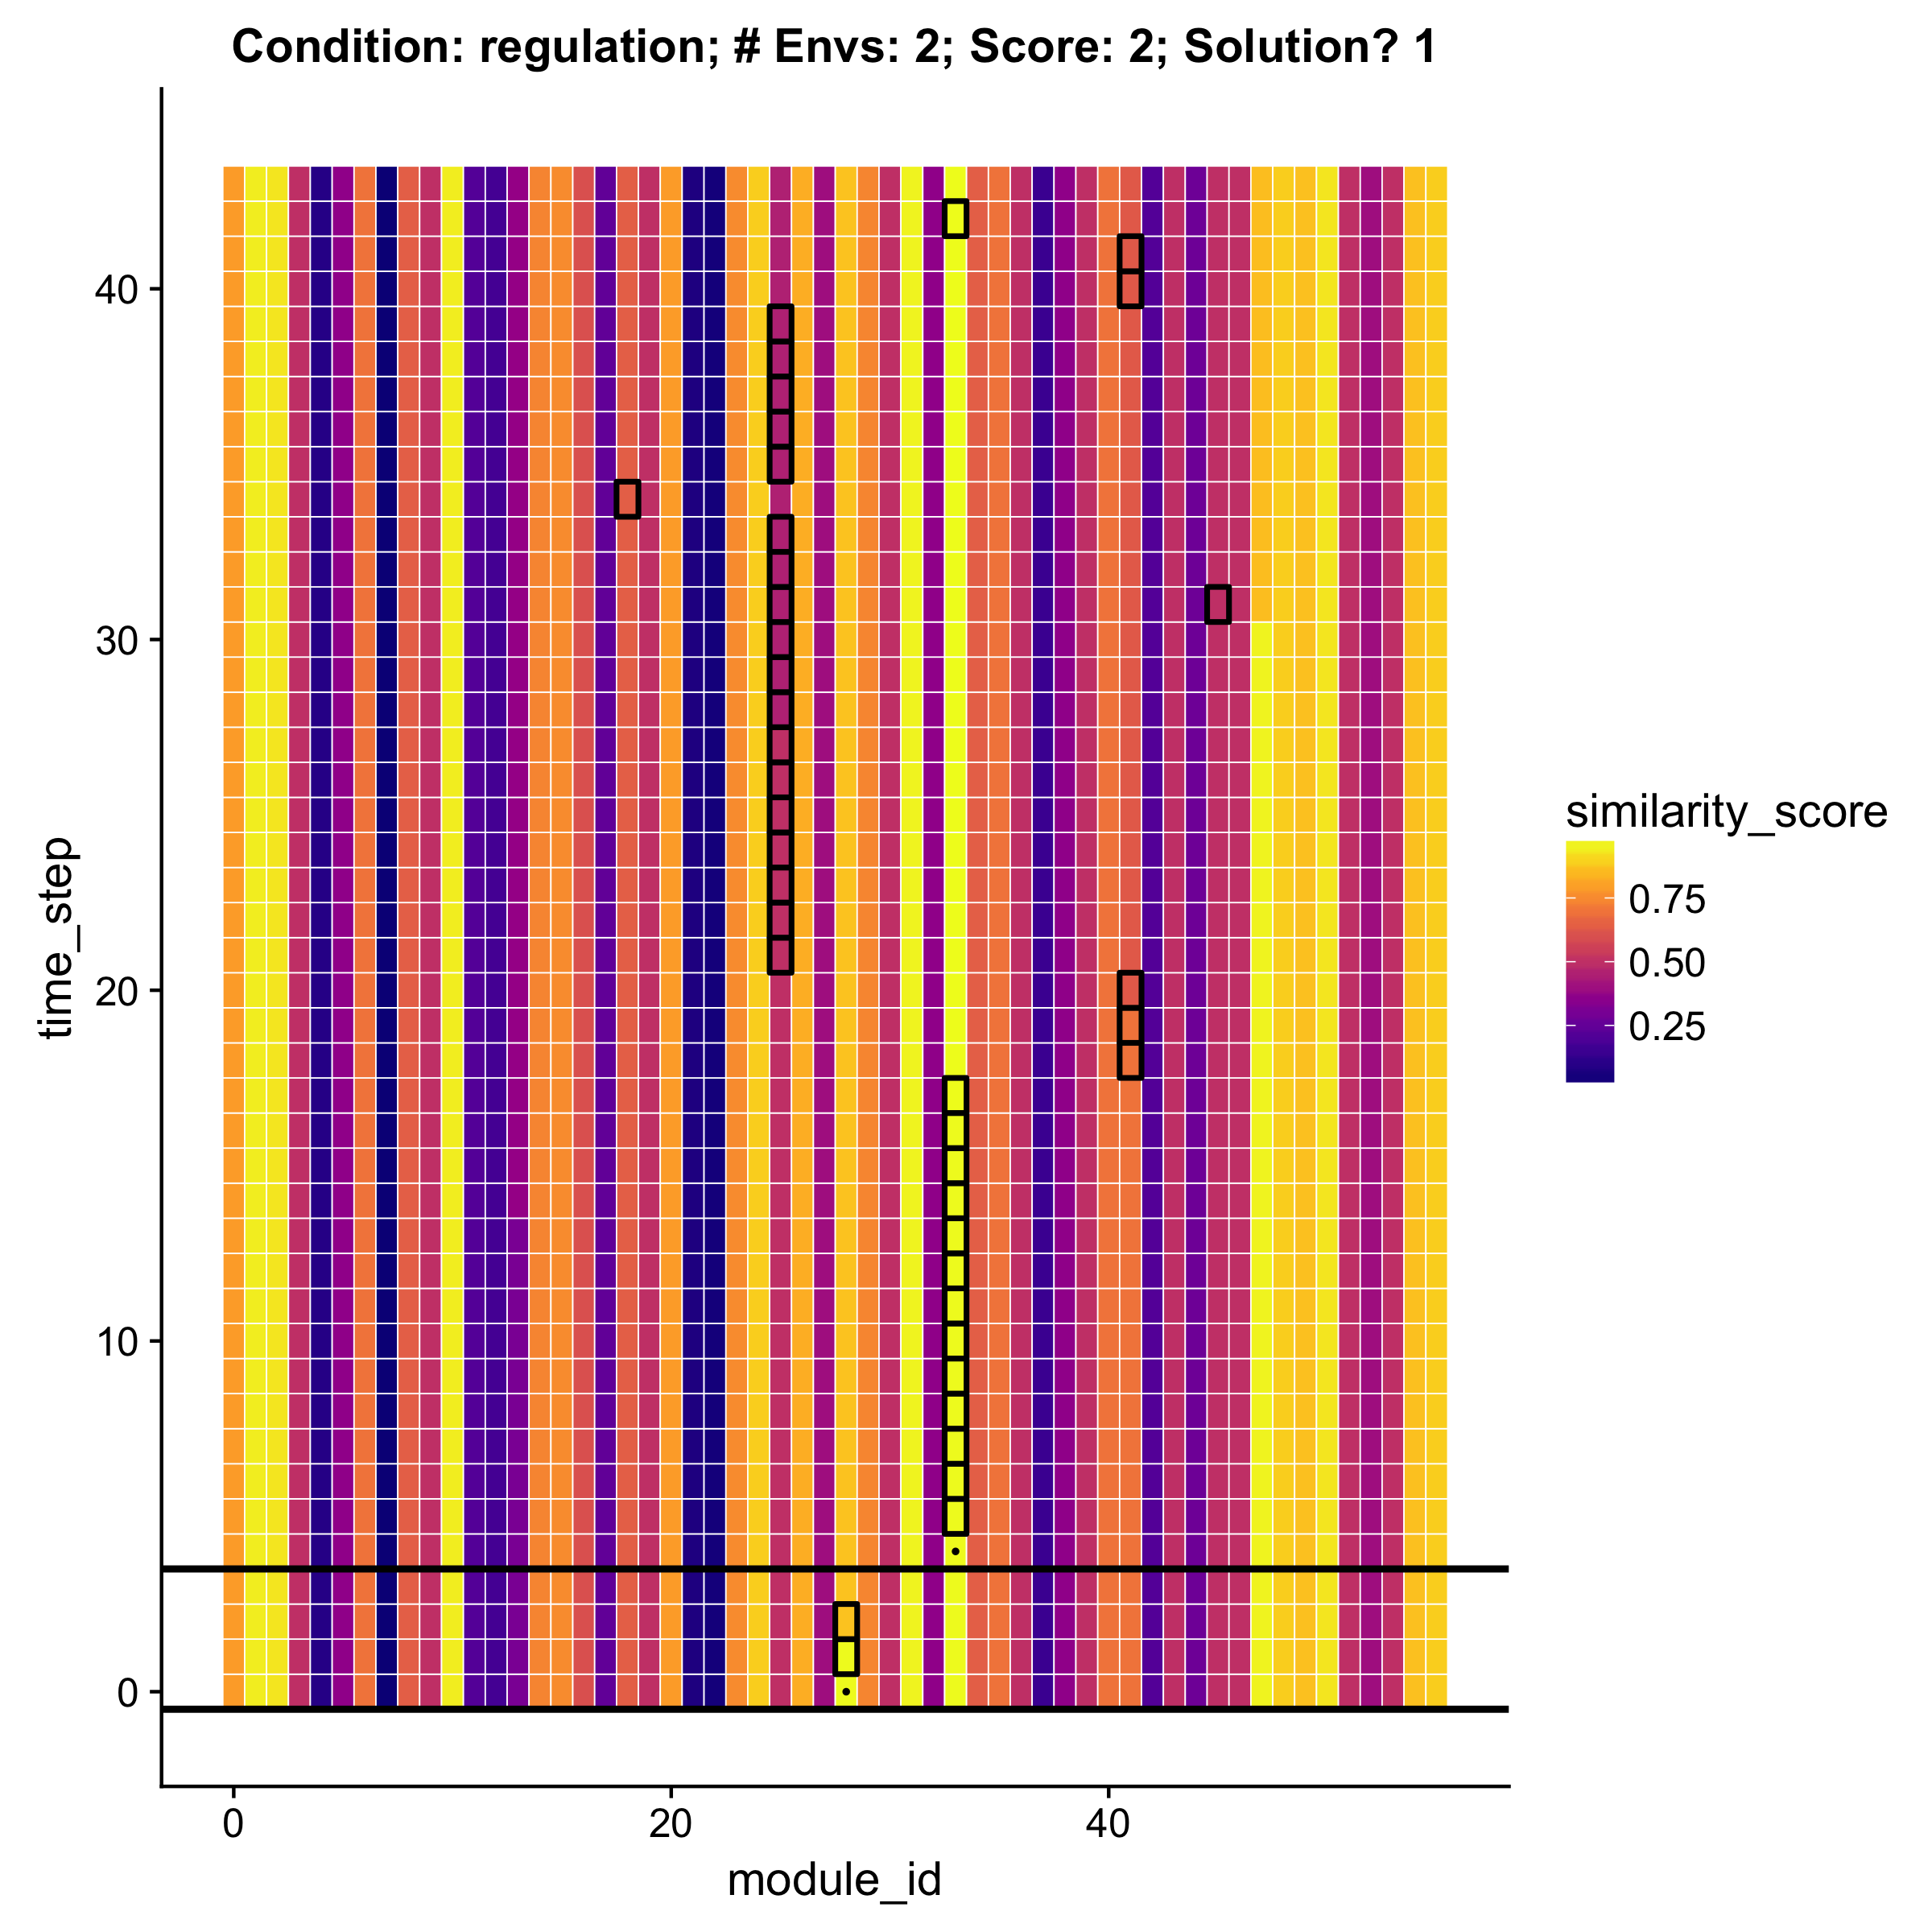 Condition: regulation; # Envs: 2; Score: 2; Solution? 1
time_step
40
30
20
10
0
0
20
40
module_id
similarity_score
0.75
0.50
0.25